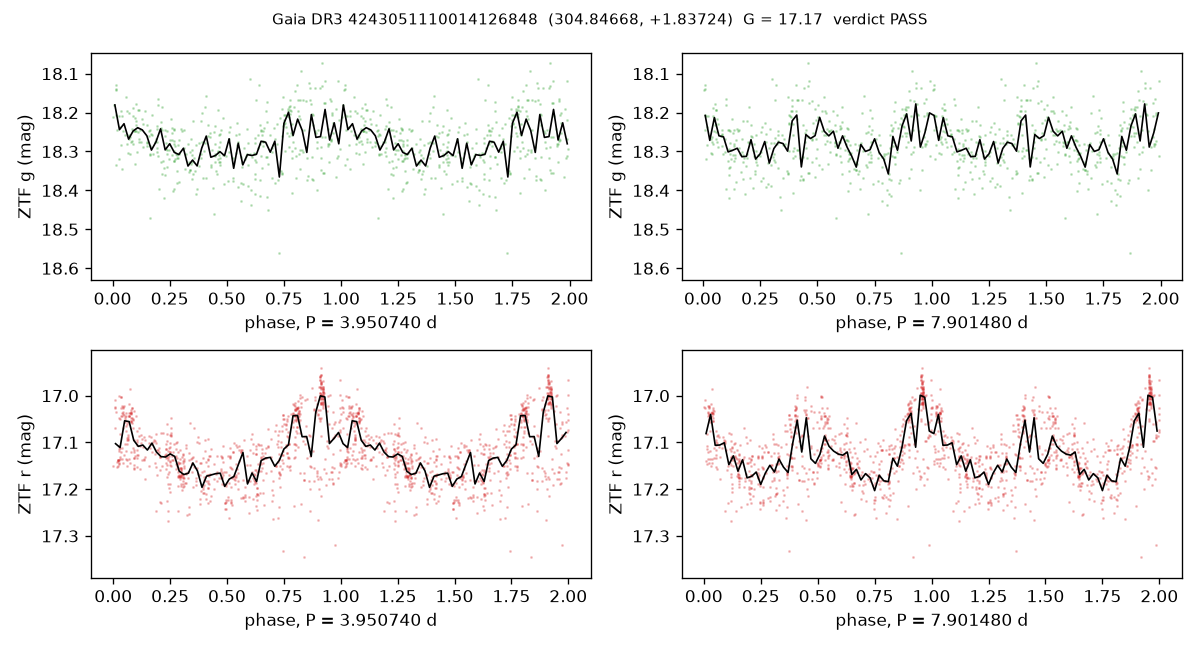 Gaia DR3 4243051110014126848 (304.84668, +1.83724) G = 17.17 verdict PASS
ZTF g (mag)
18.1
18.2
18.3
18.4
18.5
18.6
0.00 0.25 0.50 0.75 1.00 1.25 1.50 1.75 2.00
phase, P = 3.950740 d
ZTF g (mag)
18.1
18.2
18.3
18.4
18.5
18.6
0.00 0.25 0.50 0.75 1.00 1.25 1.50 1.75 2.00
phase, P = 7.901480 d
ZTF r (mag)
17.0
17.1
17.2
17.3
0.00 0.25 0.50 0.75 1.00 1.25 1.50 1.75 2.00
phase, P = 3.950740 d
ZTF r (mag)
17.0
17.1
17.2
17.3
0.00 0.25 0.50 0.75 1.00 1.25 1.50 1.75 2.00
phase, P = 7.901480 d